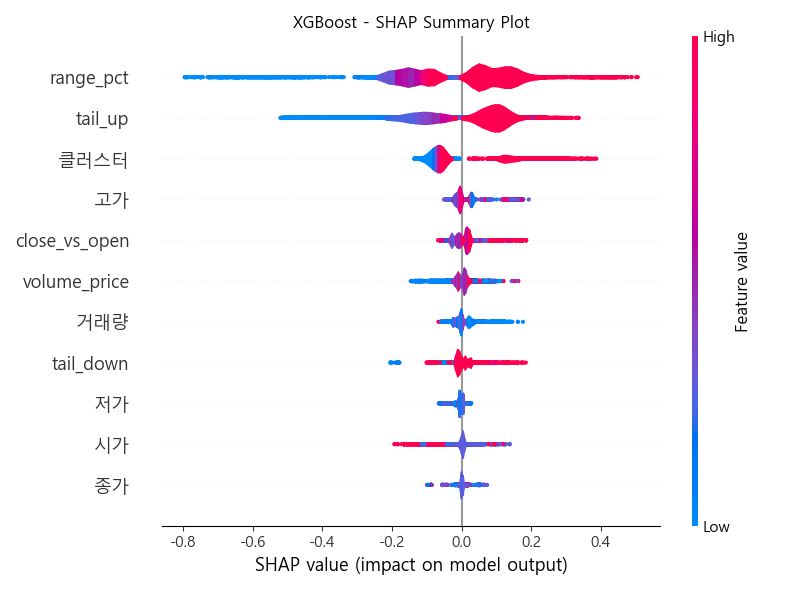 XGBoost - SHAP Summary Plot
High
range_pct
tail_up
클러스터
고가
close_vs_open
volume_price
거래량
tail_down
저가
시가
종가
Feature value
Low
-0.8 -0.6 -0.4 -0.2 0.0 0.2 0.4
SHAP value (impact on model output)